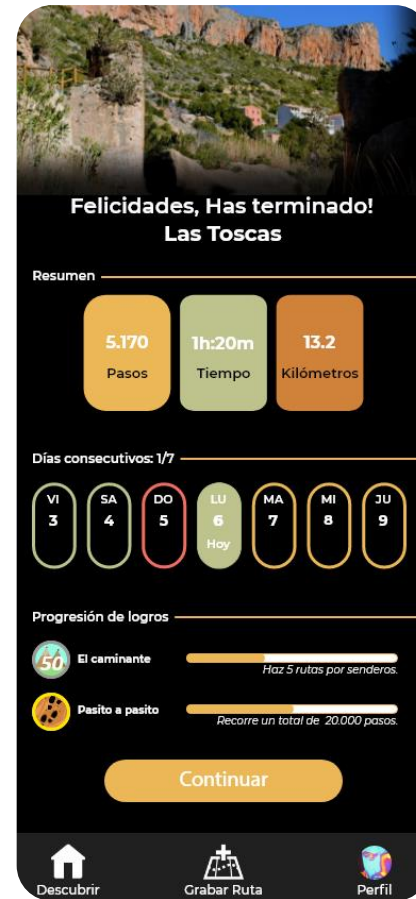 Felicidades, Has terminado!
Las Toscas
Resumen
5.170 1h:20m 13.2
Pasos Tiempo Kilómetros
Días consecutivos: 1/7
VI SA DO LU MA MI JU
3 4 5 6 7 8 9
Hoy
Progresión de logros
50 El caminante
Haz 5 rutas por senderos.
Pasito a pasito
Recorre un total de 20.000 pasos.
Continuar
Descubrir Grabar Ruta Perfil